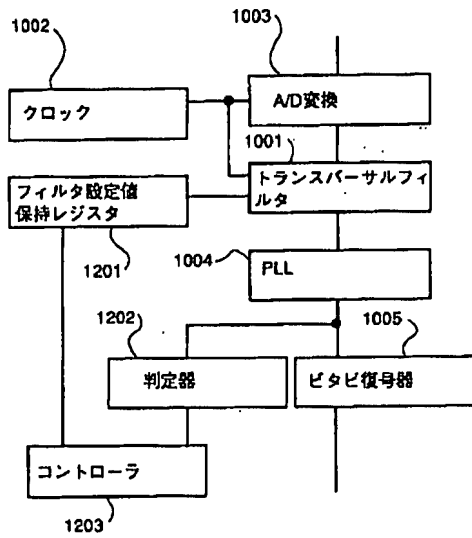 1003
1002
A/D変換
クロック
1001
トランスバーサルフィ
ルタ
フィルタ設定値
保持レジスタ
1201
1004
PLL
1202
1005
判定器
ビタビ復号器
コントローラ
1203